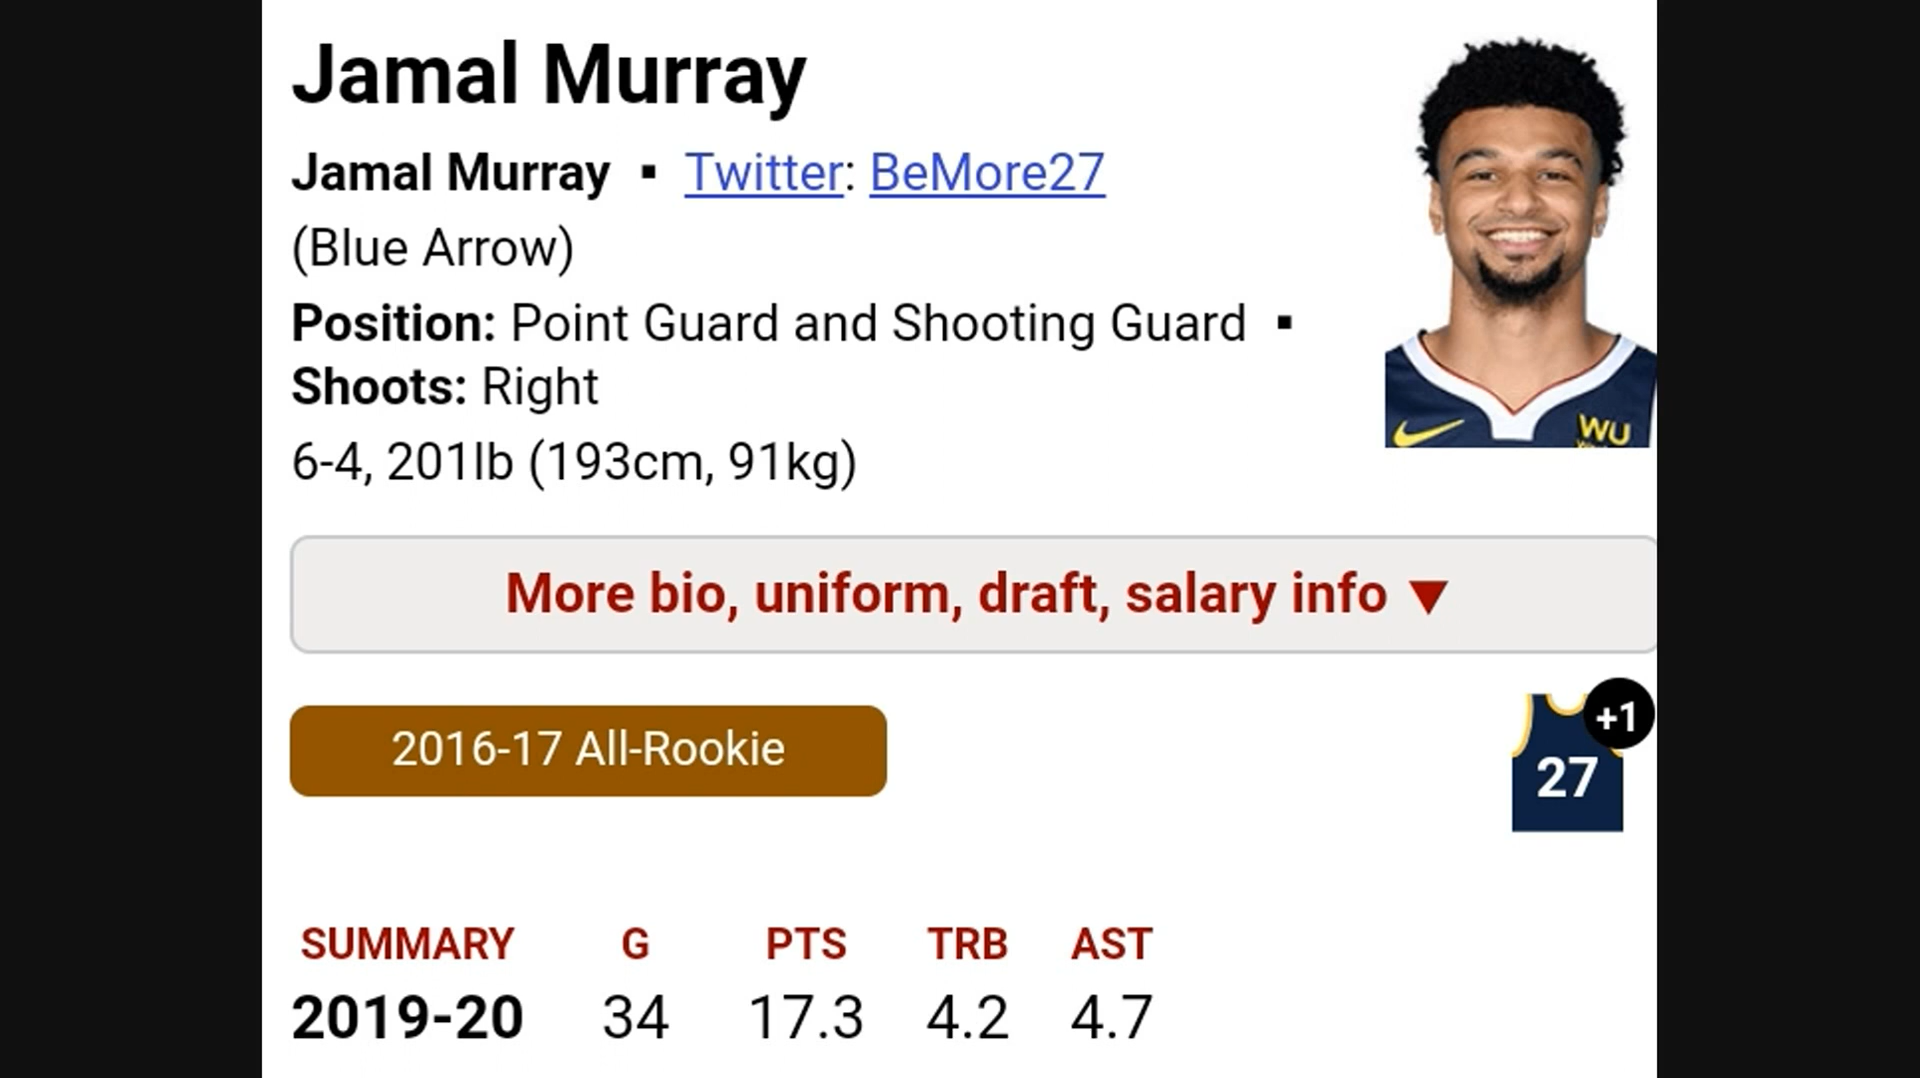 Jamal Murray
Jamal Murray ▪ Twitter: BeMore27
(Blue Arrow)
Position: Point Guard and Shooting Guard ▪
Shoots: Right
6-4, 201lb (193cm, 91kg)
WU
More bio, uniform, draft, salary info ▼
2016-17 All-Rookie
+1
27
SUMMARY G PTS TRB AST
2019-20 34 17.3 4.2 4.7